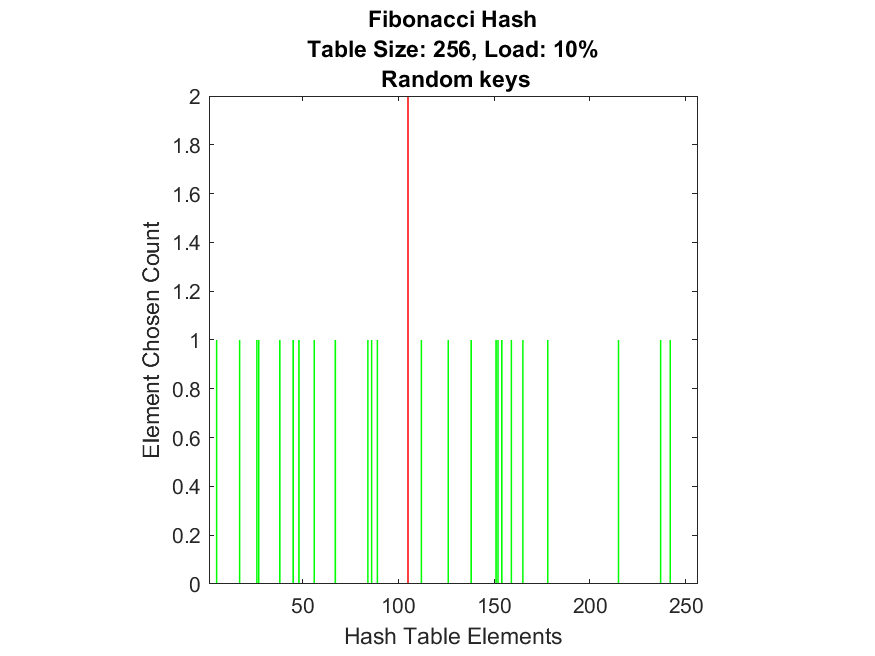 Fibonacci Hash
Table Size: 256, Load: 10%
Random keys
2
1.8
1.6
1.4
1.2
1
0.8
0.6
0.4
0.2
0
Element Chosen Count
50 100 150 200 250
Hash Table Elements